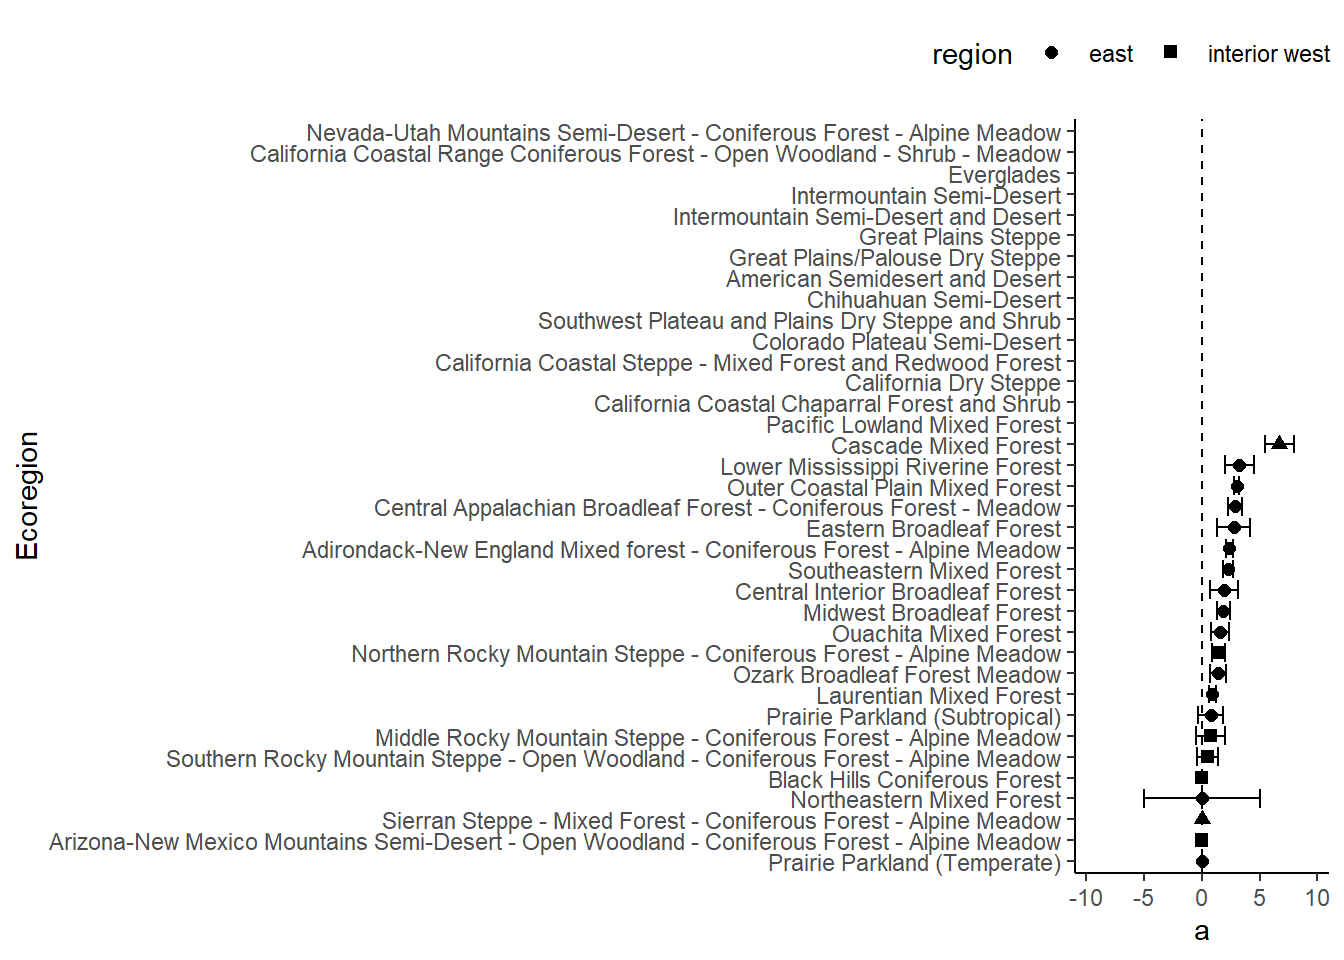 region east interior west
Nevada-Utah Mountains Semi-Desert - Coniferous Forest - Alpine Meadow
California Coastal Range Coniferous Forest - Open Woodland - Shrub - Meadow
Everglades
Intermountain Semi-Desert
Intermountain Semi-Desert and Desert
Great Plains Steppe
Great Plains/Palouse Dry Steppe
American Semidesert and Desert
Chihuahuan Semi-Desert
Southwest Plateau and Plains Dry Steppe and Shrub
Colorado Plateau Semi-Desert
California Coastal Steppe - Mixed Forest and Redwood Forest
California Dry Steppe
California Coastal Chaparral Forest and Shrub
Pacific Lowland Mixed Forest
Cascade Mixed Forest
Lower Mississippi Riverine Forest
Outer Coastal Plain Mixed Forest
Central Appalachian Broadleaf Forest - Coniferous Forest - Meadow
Eastern Broadleaf Forest
Adirondack-New England Mixed forest - Coniferous Forest - Alpine Meadow
Southeastern Mixed Forest
Central Interior Broadleaf Forest
Midwest Broadleaf Forest
Ouachita Mixed Forest
Northern Rocky Mountain Steppe - Coniferous Forest - Alpine Meadow
Ozark Broadleaf Forest Meadow
Laurentian Mixed Forest
Prairie Parkland (Subtropical)
Middle Rocky Mountain Steppe - Coniferous Forest - Alpine Meadow
Southern Rocky Mountain Steppe - Open Woodland - Coniferous Forest - Alpine Meadow
Black Hills Coniferous Forest
Northeastern Mixed Forest
Sierran Steppe - Mixed Forest - Coniferous Forest - Alpine Meadow
Arizona-New Mexico Mountains Semi-Desert - Open Woodland - Coniferous Forest - Alpine Meadow
Prairie Parkland (Temperate)
Ecoregion
-10 -5 0 5 10
a